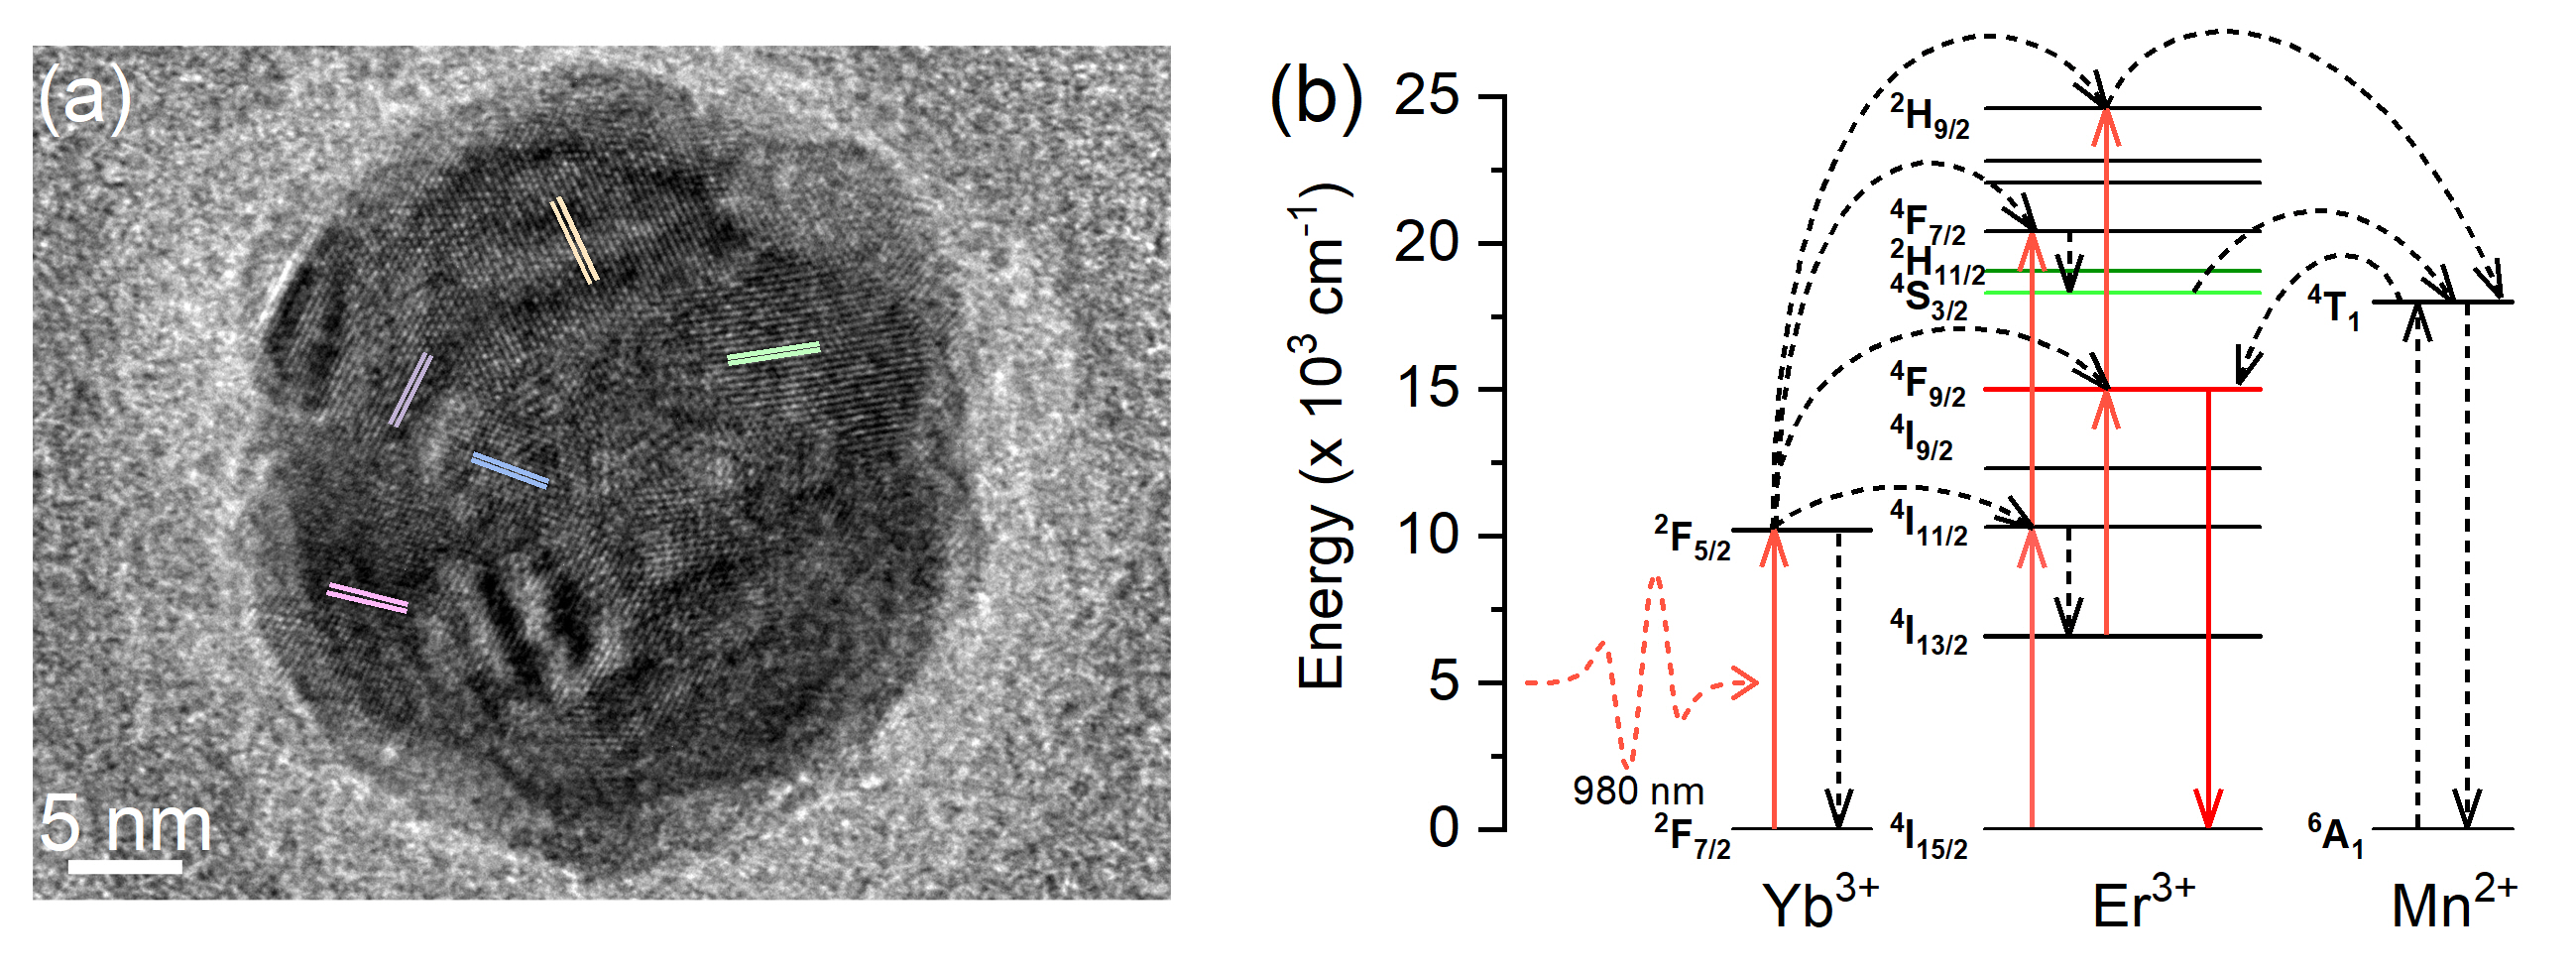 (a)
5 nm
(b)
Energy (x 10³ cm⁻¹)
25
20
15
10
5
0
980 nm
²F₅/₂
²F₇/₂
Yb³⁺
²H₉/₂
⁴F₇/₂
²H₁₁/₂
⁴S₃/₂
⁴F₉/₂
⁴I₉/₂
⁴I₁₁/₂
⁴I₁₃/₂
⁴I₁₅/₂
Er³⁺
⁴T₁
⁶A₁
Mn²⁺